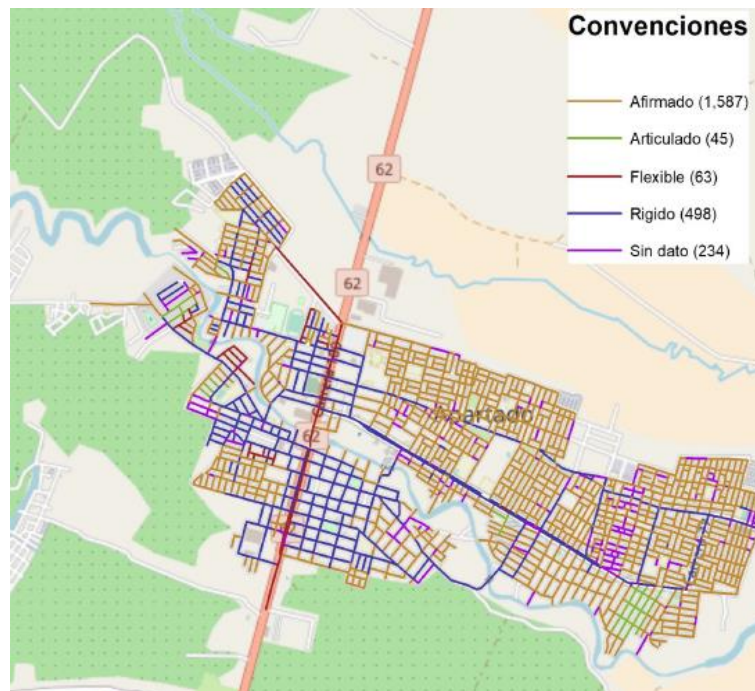 Convenciones
Afirmado (1,587)
Articulado (45)
Flexible (63)
Rigido (498)
Sin dato (234)
62
62
Apartadó
62